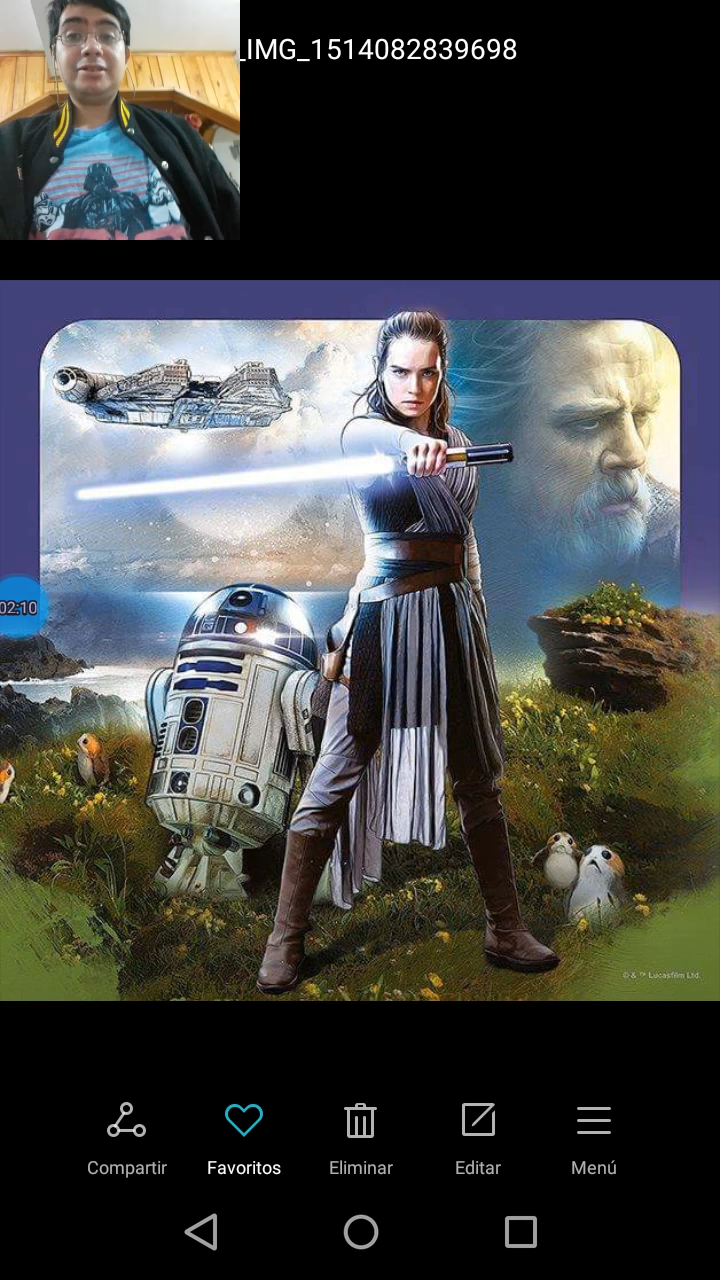 _IMG_1514082839698
02:10
© & ™ Lucasfilm Ltd.
Compartir
Favoritos
Eliminar
Editar
Menú